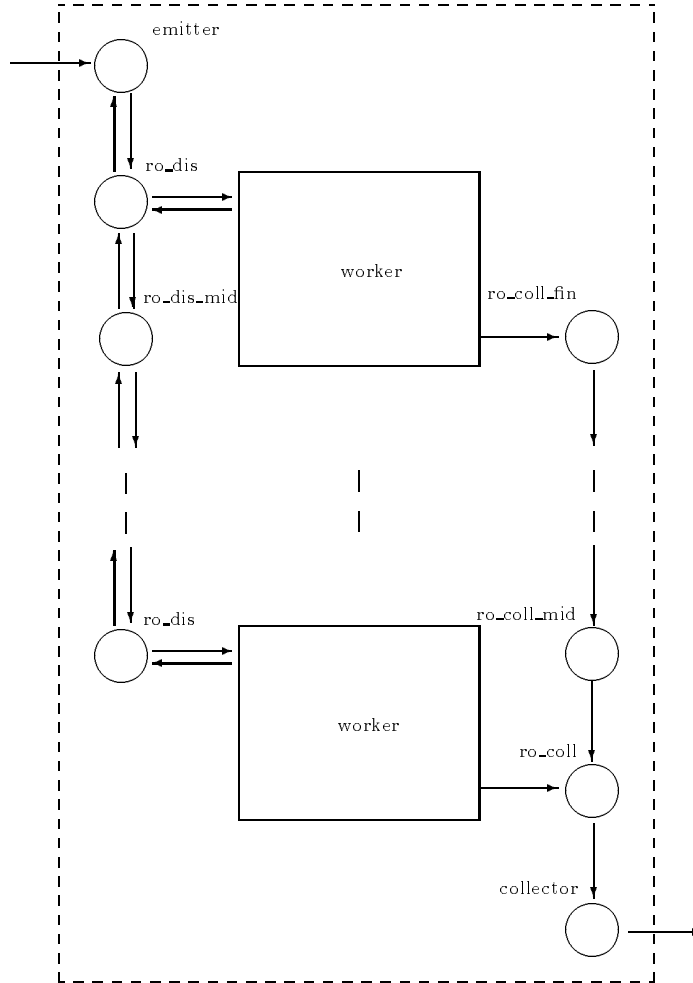 emitter
ro_dis
worker
ro_dis_mid
ro_coll_fin
ro_dis
ro_coll_mid
worker
ro_coll
collector